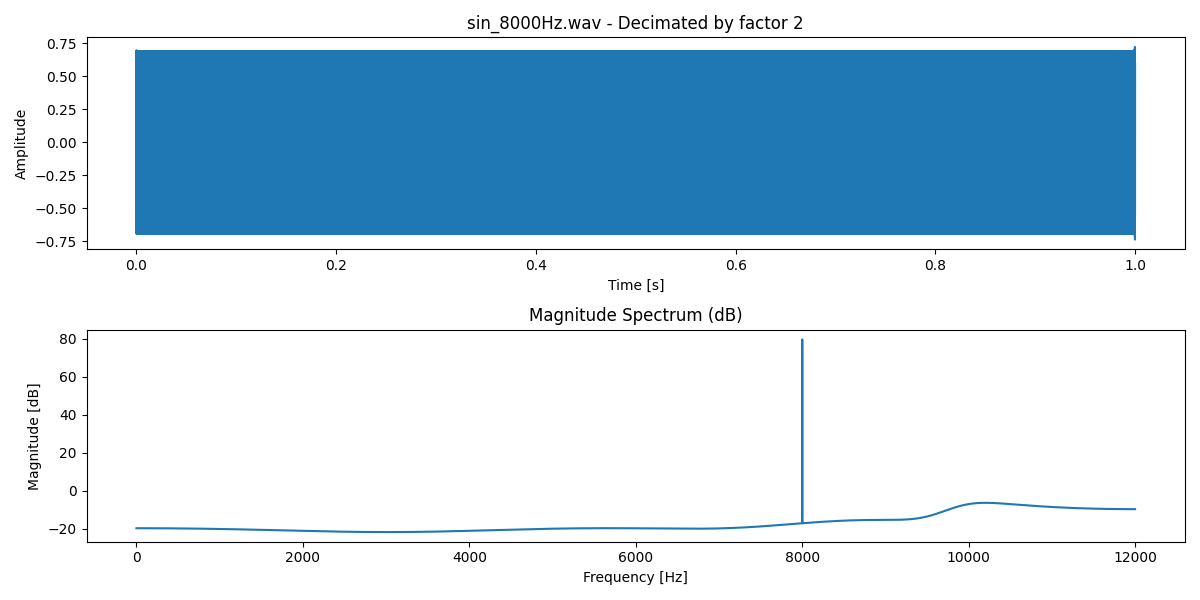 sin_8000Hz.wav - Decimated by factor 2
0.75
0.50
0.25
0.00
−0.25
−0.50
−0.75
Amplitude
0.0 0.2 0.4 0.6 0.8 1.0
Time [s]
Magnitude Spectrum (dB)
80
60
40
20
0
−20
Magnitude [dB]
0 2000 4000 6000 8000 10000 12000
Frequency [Hz]